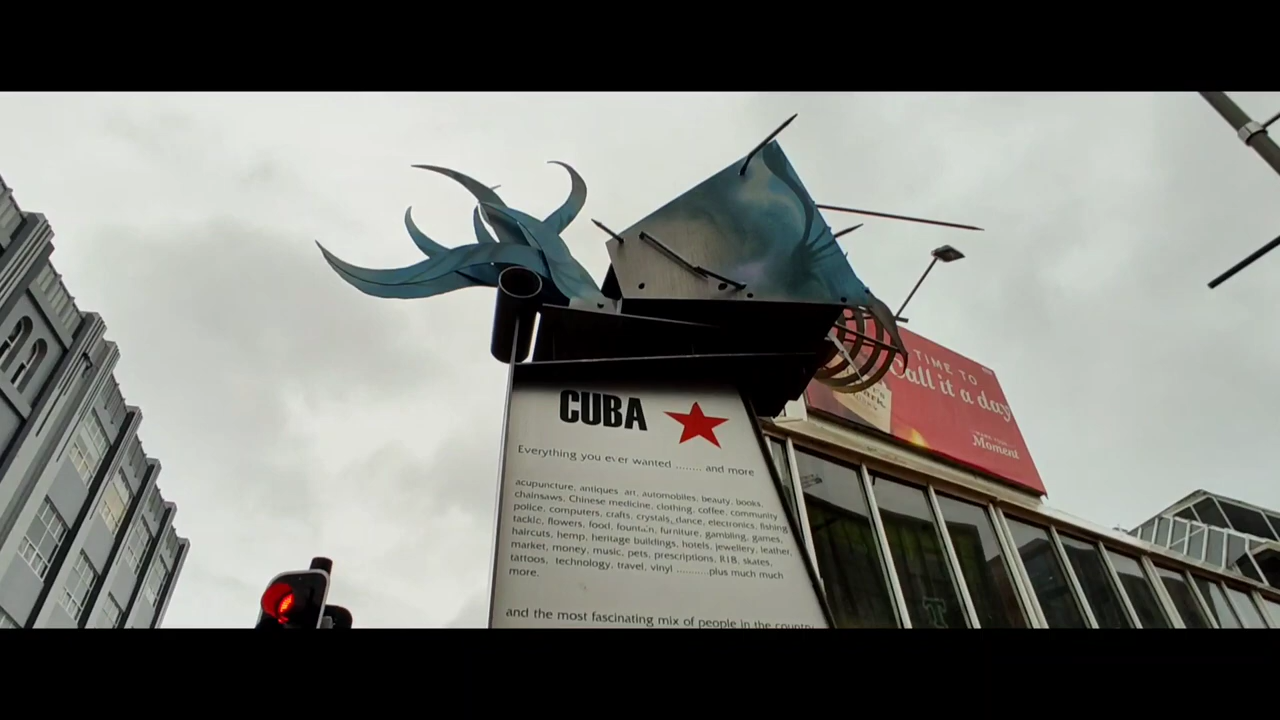 CUBA
Everything you ever wanted ........ and more
acupuncture, antiques art, automobiles, beauty, books,
chainsaws, Chinese medicine, clothing, coffee, community
police, computers, crafts, crystals, dance, electronics, fishing
tackle, flowers, food, fountain, furniture, gambling, games,
haircuts, hemp, heritage buildings, hotels, jewellery, leather,
market, money, music, pets, prescriptions, R18, skates,
tattoos, technology, travel, vinyl ..........plus much much
more.
and the most fascinating mix of people in the country
TIME TO
Call it a day
Moment